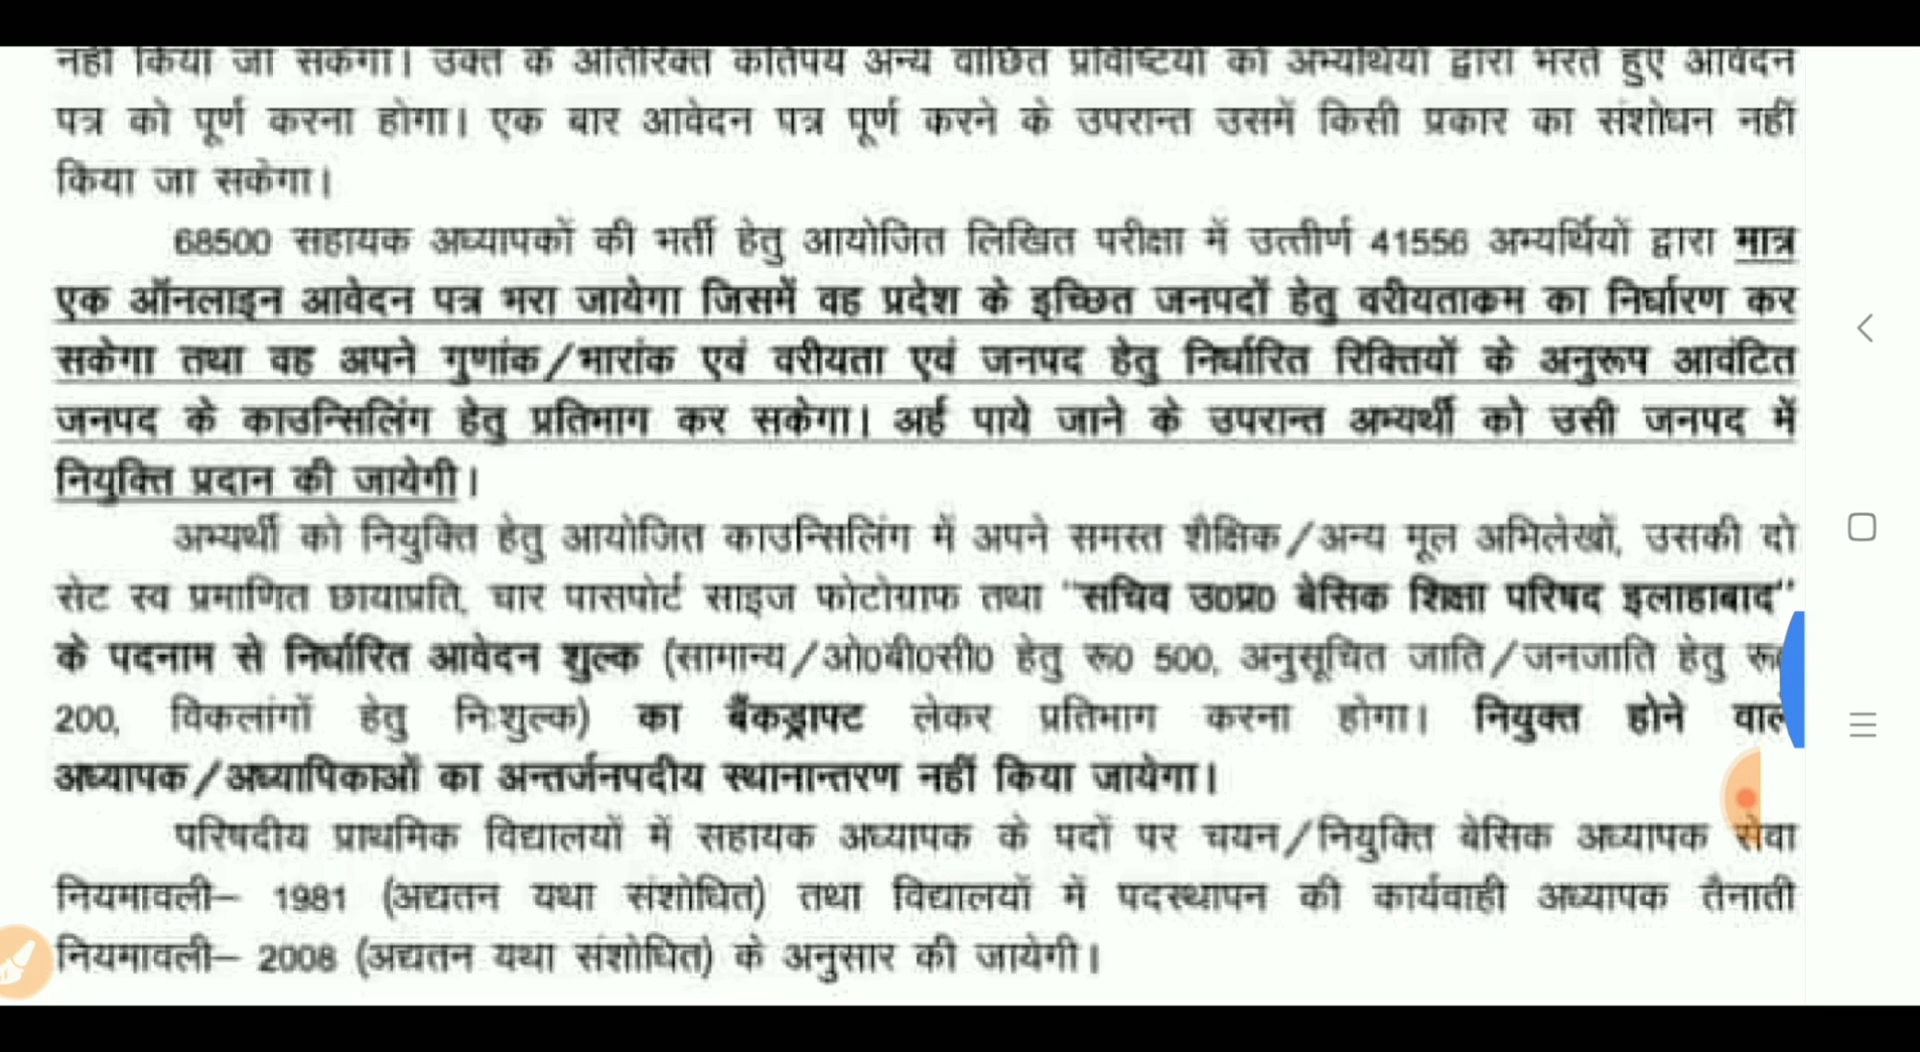 नहीं किया जा सकेगा। उक्त के अतिरिक्त कतिपय अन्य वांछित प्रविष्टियों को अभ्यर्थियों द्वारा भरते हुए आवेदन
पत्र को पूर्ण करना होगा। एक बार आवेदन पत्र पूर्ण करने के उपरान्त उसमें किसी प्रकार का संशोधन नहीं
किया जा सकेगा।
68500 सहायक अध्यापकों की भर्ती हेतु आयोजित लिखित परीक्षा में उत्तीर्ण 41556 अभ्यर्थियों द्वारा मात्र
एक ऑनलाइन आवेदन पत्र भरा जायेगा जिसमें वह प्रदेश के इच्छित जनपदों हेतु वरीयताक्रम का निर्धारण कर
सकेगा तथा वह अपने गुणांक/भारांक एवं वरीयता एवं जनपद हेतु निर्धारित रिक्तियों के अनुरूप आवंटित
जनपद के काउन्सिलिंग हेतु प्रतिभाग कर सकेगा। अर्ह पाये जाने के उपरान्त अभ्यर्थी को उसी जनपद में
नियुक्ति प्रदान की जायेगी।
अभ्यर्थी को नियुक्ति हेतु आयोजित काउन्सिलिंग में अपने समस्त शैक्षिक/अन्य मूल अभिलेखों, उसकी दो
सेट स्व प्रमाणित छायाप्रति, चार पासपोर्ट साइज फोटोग्राफ तथा "सचिव उ0प्र0 बेसिक शिक्षा परिषद इलाहाबाद"
के पदनाम से निर्धारित आवेदन शुल्क (सामान्य/ओ0बी0सी0 हेतु रू0 500, अनुसूचित जाति/जनजाति हेतु रू0
200, विकलांगों हेतु निःशुल्क) का बैंकड्राफ्ट लेकर प्रतिभाग करना होगा। नियुक्त होने वाले
अध्यापक/अध्यापिकाओं का अन्तर्जनपदीय स्थानान्तरण नहीं किया जायेगा।
परिषदीय प्राथमिक विद्यालयों में सहायक अध्यापक के पदों पर चयन/नियुक्ति बेसिक अध्यापक सेवा
नियमावली– 1981 (अद्यतन यथा संशोधित) तथा विद्यालयों में पदस्थापन की कार्यवाही अध्यापक तैनाती
नियमावली– 2008 (अद्यतन यथा संशोधित) के अनुसार की जायेगी।